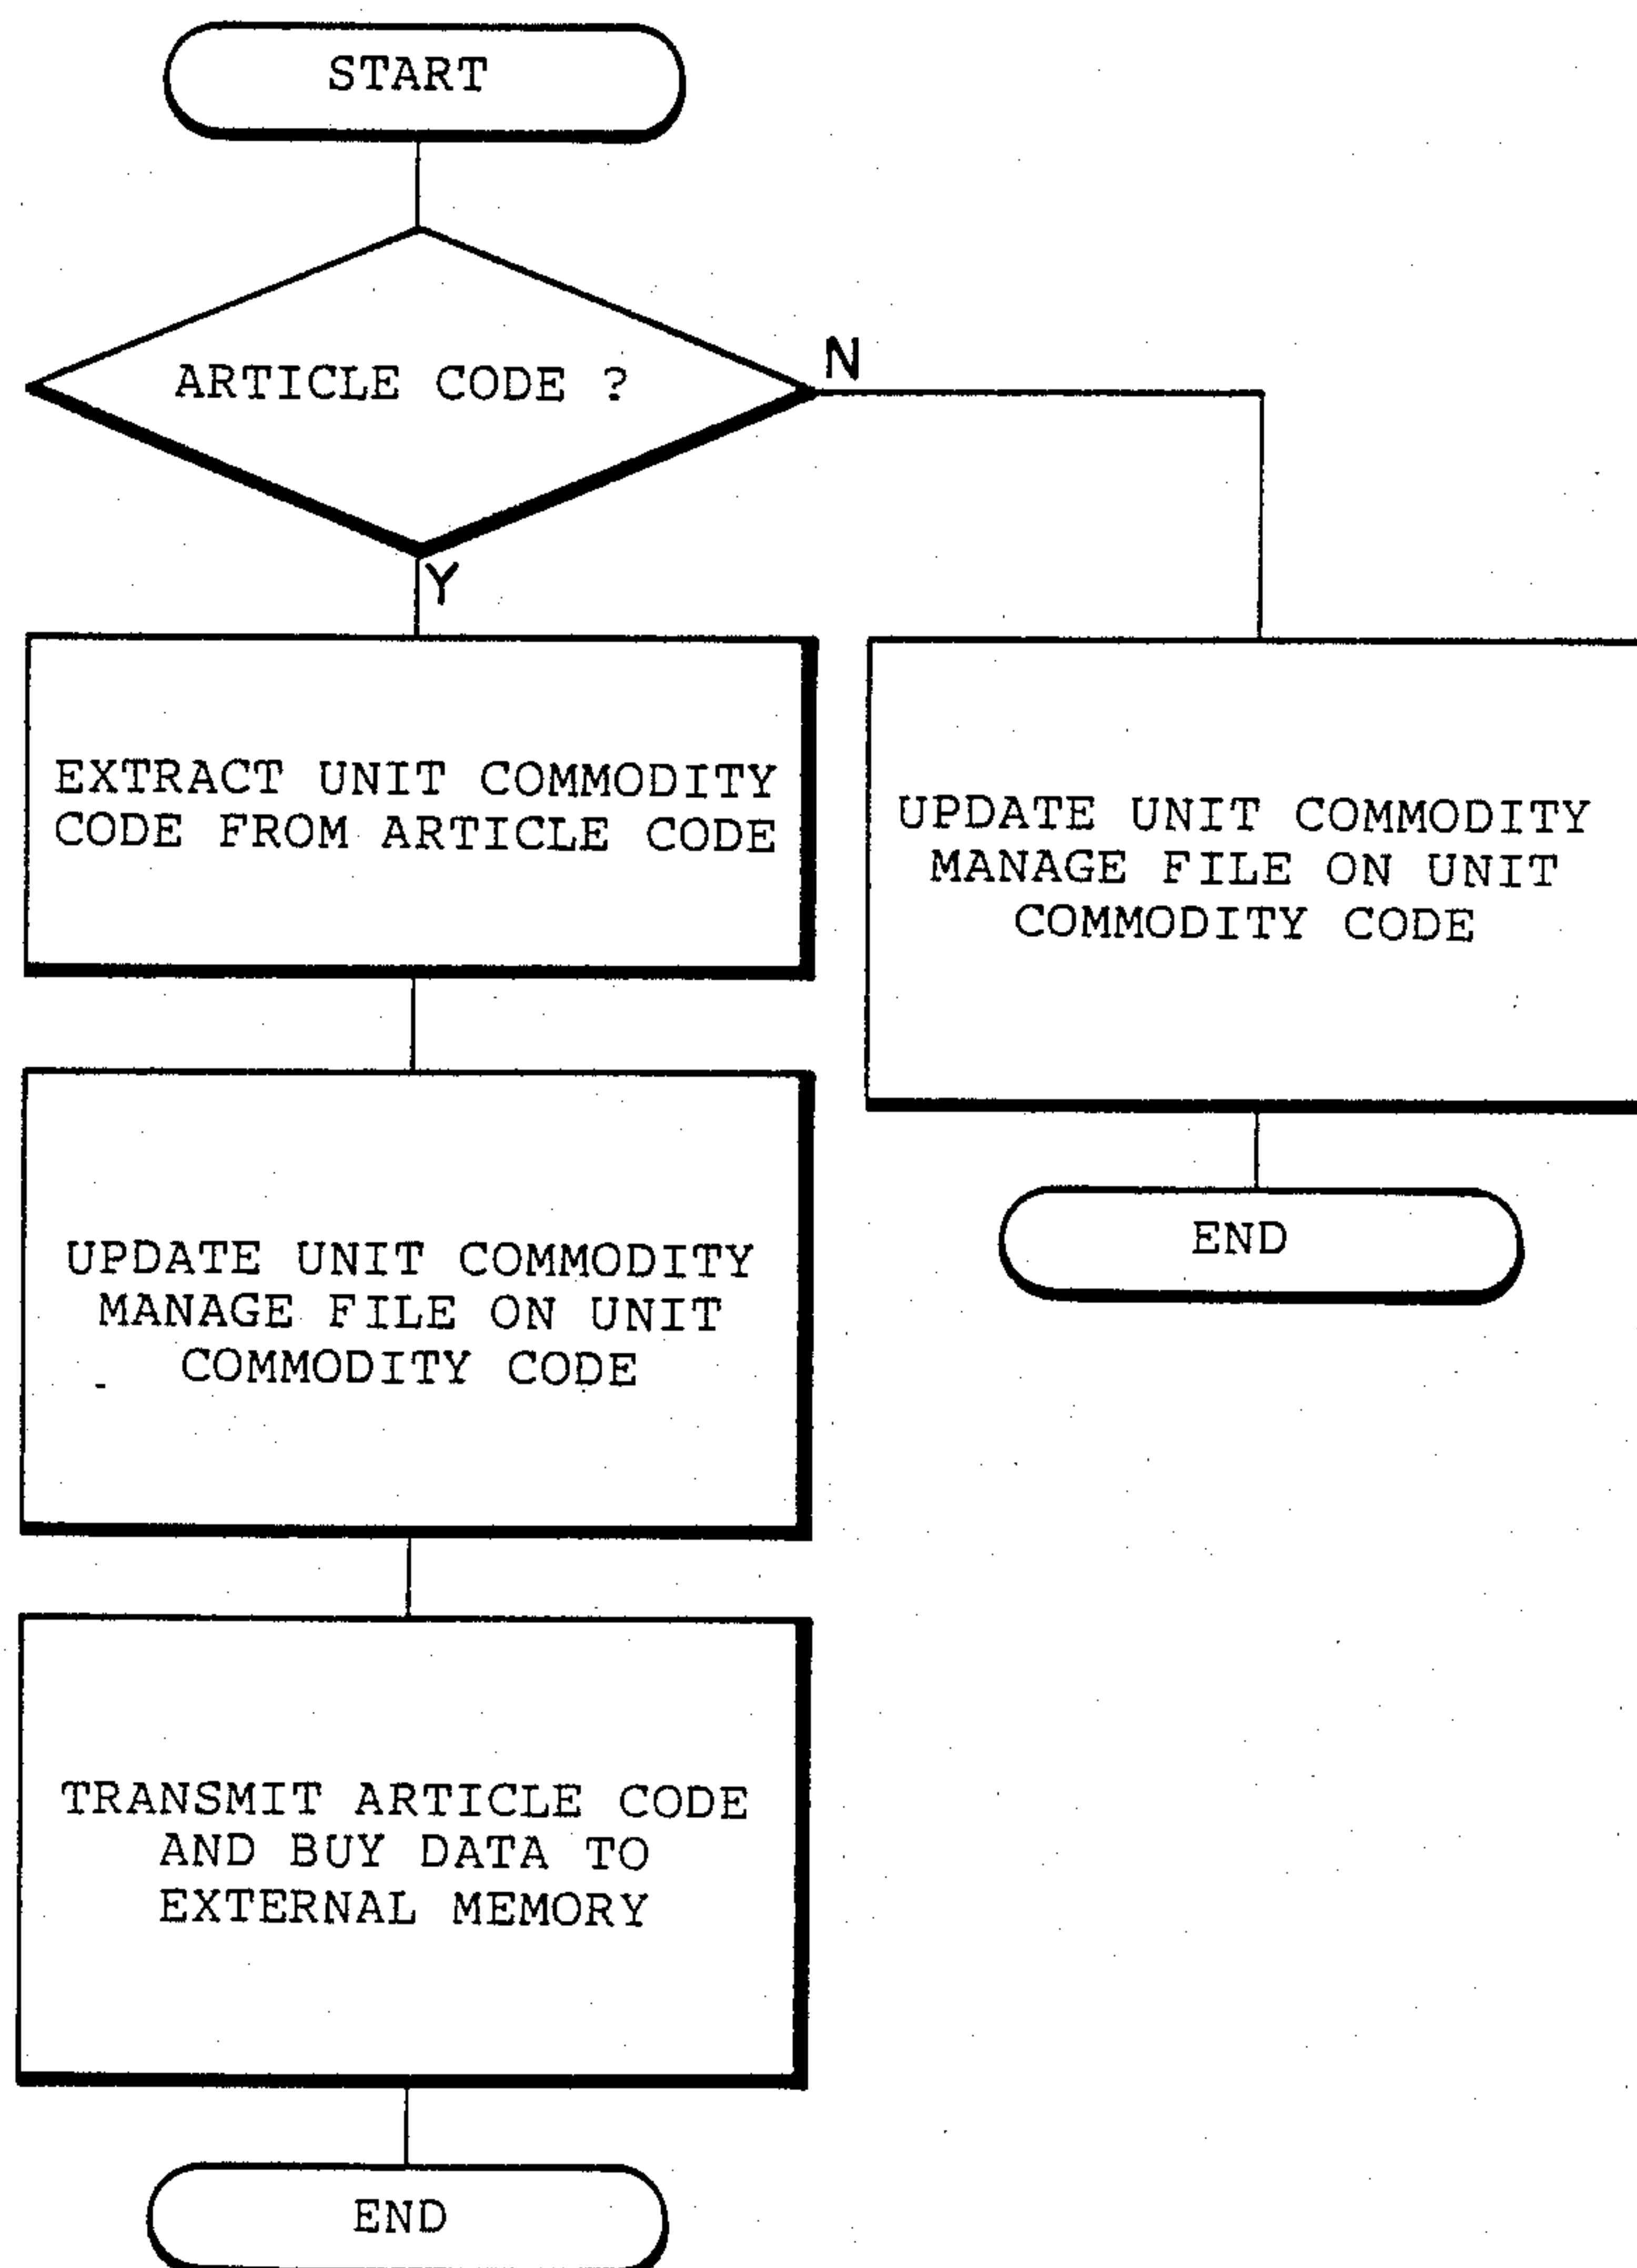 START
ARTICLE CODE ?
N
Y
EXTRACT UNIT COMMODITY
CODE FROM ARTICLE CODE
UPDATE UNIT COMMODITY
MANAGE FILE ON UNIT
COMMODITY CODE
END
UPDATE UNIT COMMODITY
MANAGE FILE ON UNIT
COMMODITY CODE
TRANSMIT ARTICLE CODE
AND BUY DATA TO
EXTERNAL MEMORY
END